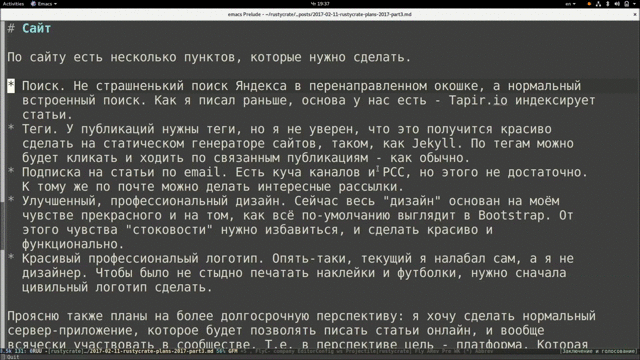 Activities Emacs Чт 19:37 en
emacs Prelude - ~/rustycrate/_posts/2017-02-11-rustycrate-plans-2017-part3.md
# Сайт
По сайту есть несколько пунктов, которые нужно сделать.
* Поиск. Не страшненький поиск Яндекса в перенаправленном окошке, а нормальный
встроенный поиск. Как я писал раньше, основа у нас есть - Tapir.io индексирует
статьи.
* Теги. У публикаций нужны теги, но я не уверен, что это получится красиво
сделать на статическом генераторе сайтов, таком, как Jekyll. По тегам можно
будет кликать и ходить по связанным публикациям - как обычно.
* Подписка на статьи по email. Есть куча каналов и РСС, но этого не достаточно.
К тому же по почте можно делать интересные рассылки.
* Улучшенный, профессиональный дизайн. Сейчас весь "дизайн" основан на моём
чувстве прекрасного и на том, как всё по-умолчанию выглядит в Bootstrap. От
этого чувства "стоковости" нужно избавиться, и сделать красиво и
функционально.
* Красивый профессиональый логотип. Опять-таки, текущий я налабал сам, а я не
дизайнер. Чтобы было не стыдно печатать наклейки и футболки, нужно сначала
цивильный логотип сделать.
Проясню также планы на более долгосрочную перспективу: я хочу сделать нормальный
сервер-приложение, которое будет позволять писать статьи онлайн, и вообще
всячески участвовать в сообществе. Т.е. в перспективе цель - платформа. Которая
2017-02-11-rustycrate-plans-2017-part3.md 56% GFM
Quit